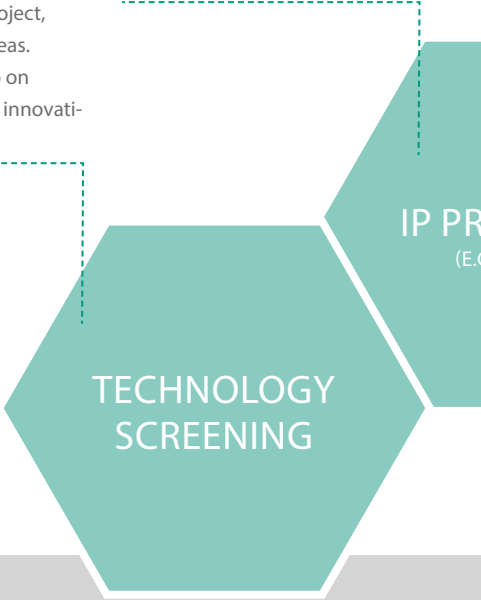 oject,
eas.
on
innovati-
IP PR
(E.
TECHNOLOGY
SCREENING